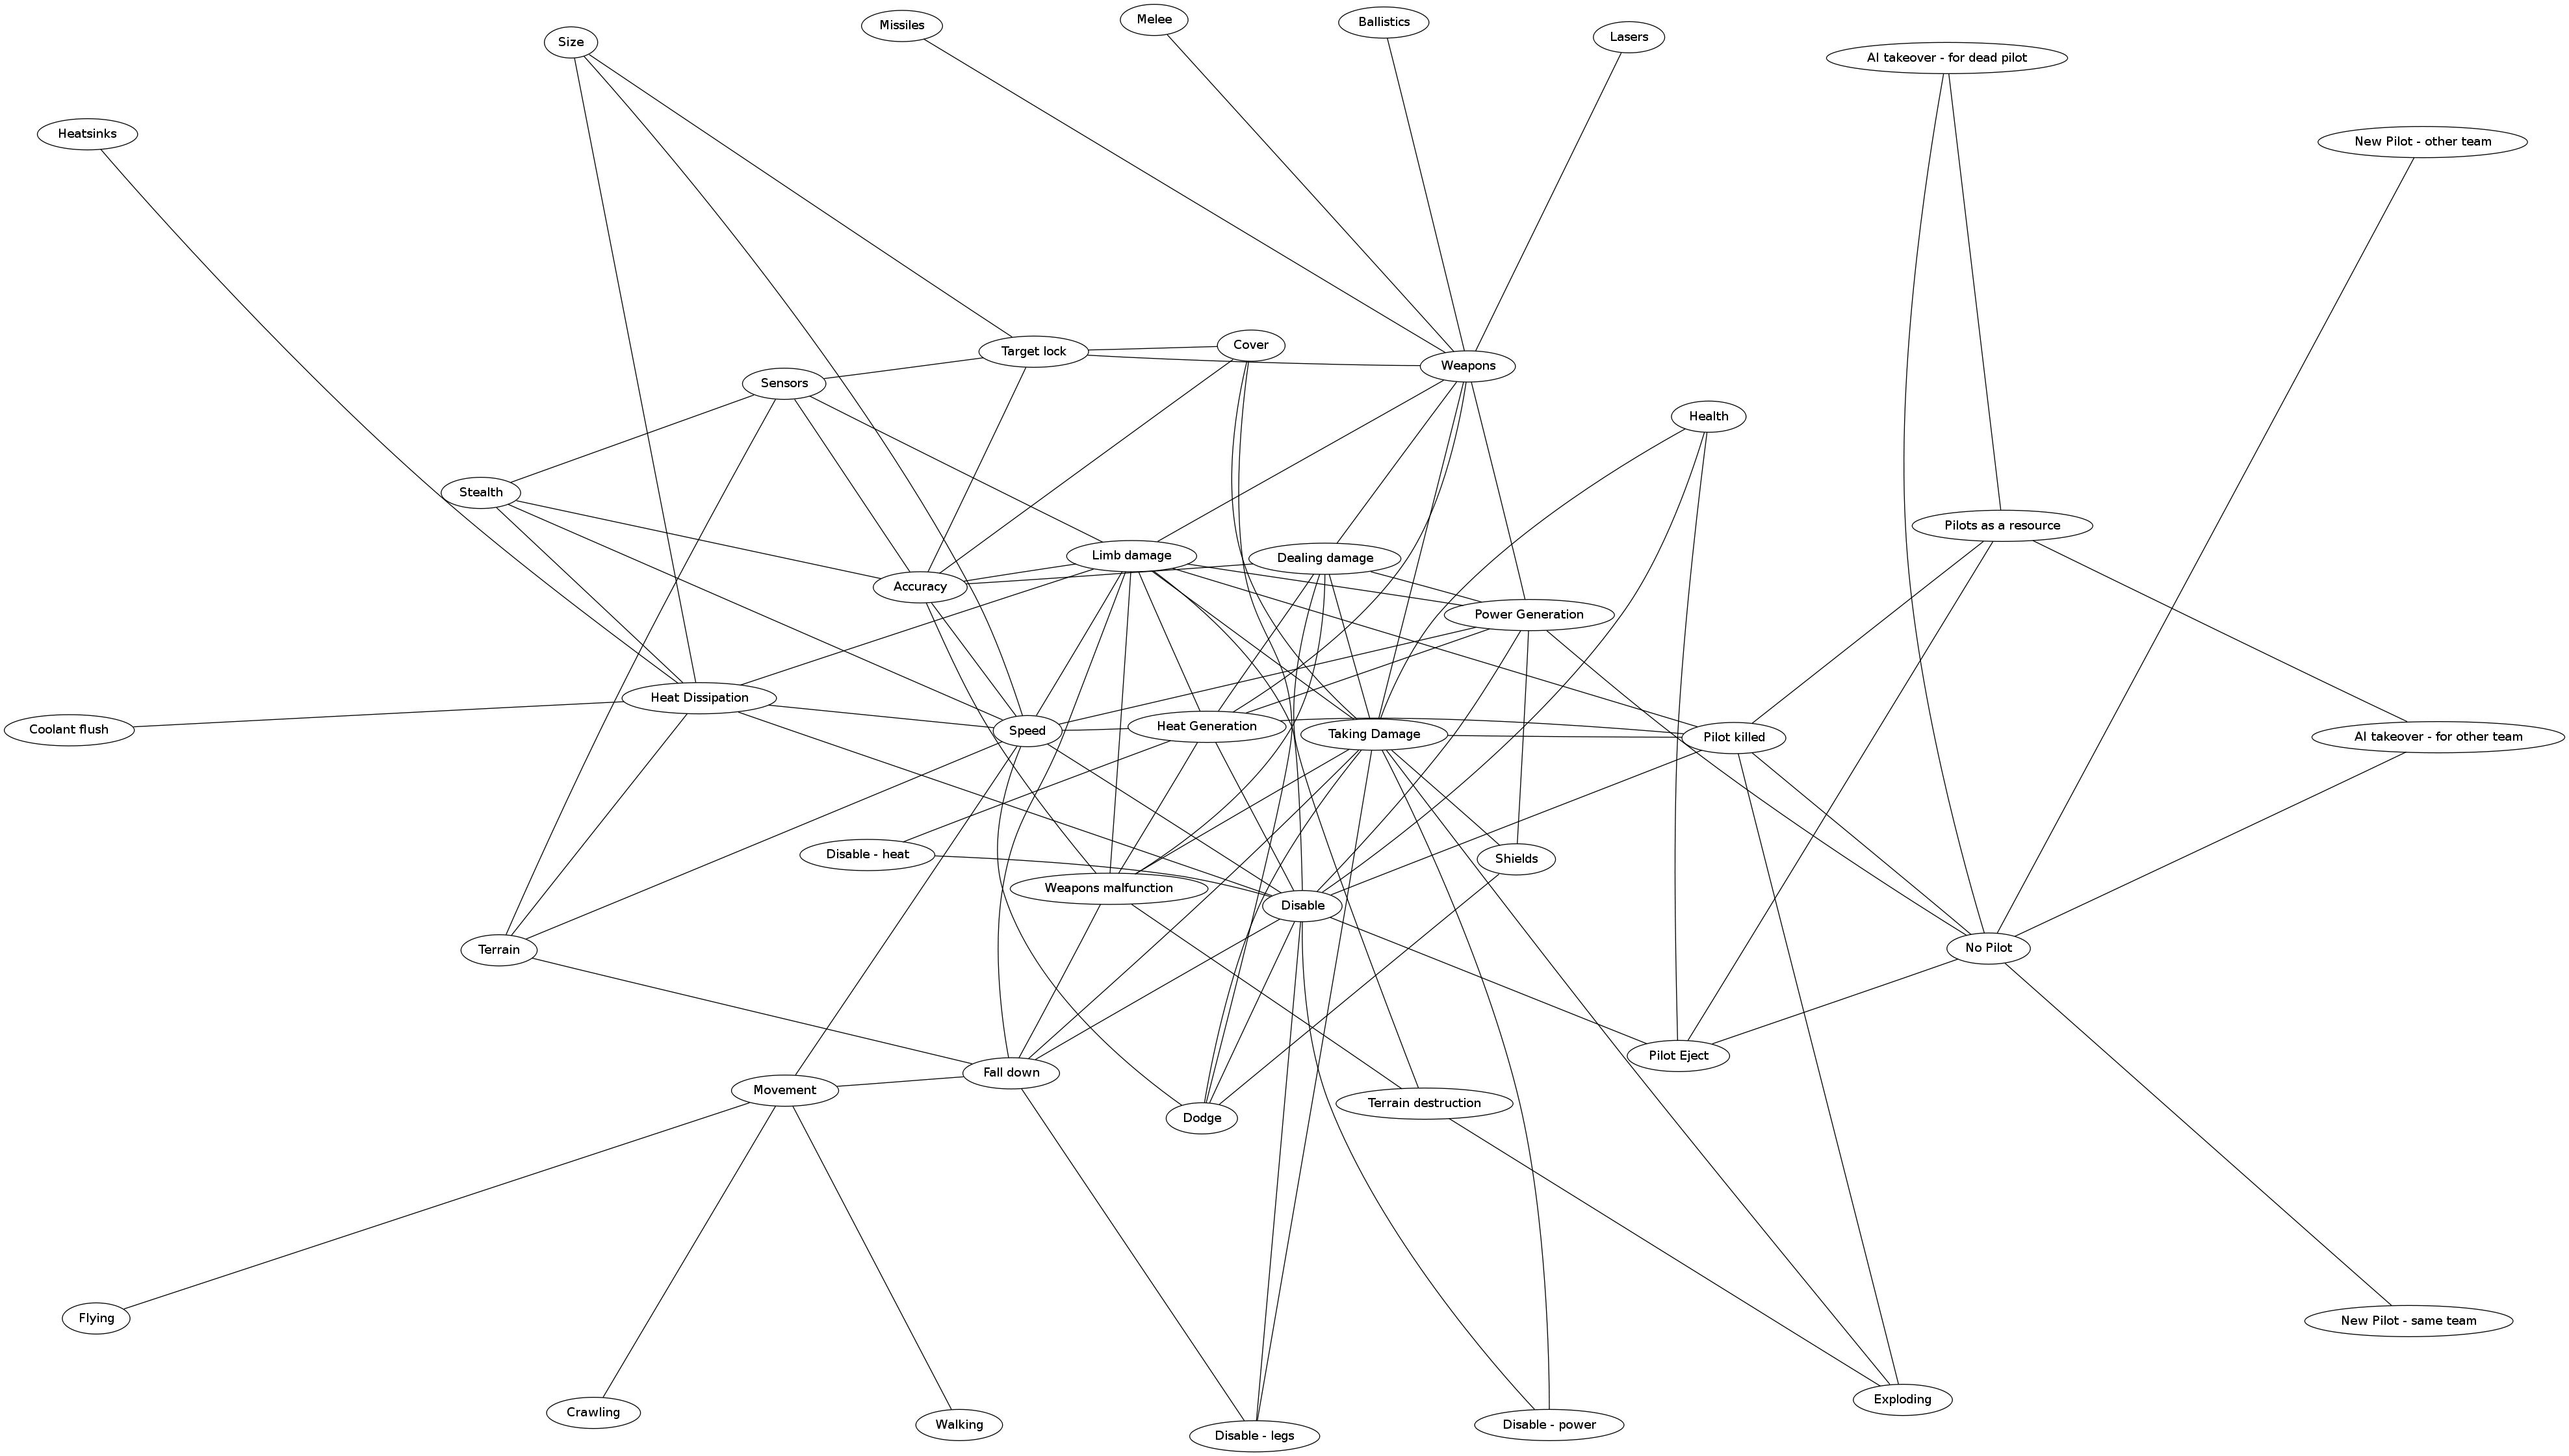 Melee
Ballistics
Missiles
Lasers
Size
AI takeover - for dead pilot
Heatsinks
New Pilot - other team
Cover
Target lock
Weapons
Sensors
Health
Stealth
Pilots as a resource
Limb damage
Dealing damage
Accuracy
Power Generation
Heat Dissipation
Coolant flush
Speed
Heat Generation
Taking Damage
Pilot killed
AI takeover - for other team
Disable - heat
Shields
Weapons malfunction
Disable
Terrain
No Pilot
Pilot Eject
Fall down
Movement
Terrain destruction
Dodge
Flying
New Pilot - same team
Exploding
Crawling
Walking
Disable - power
Disable - legs